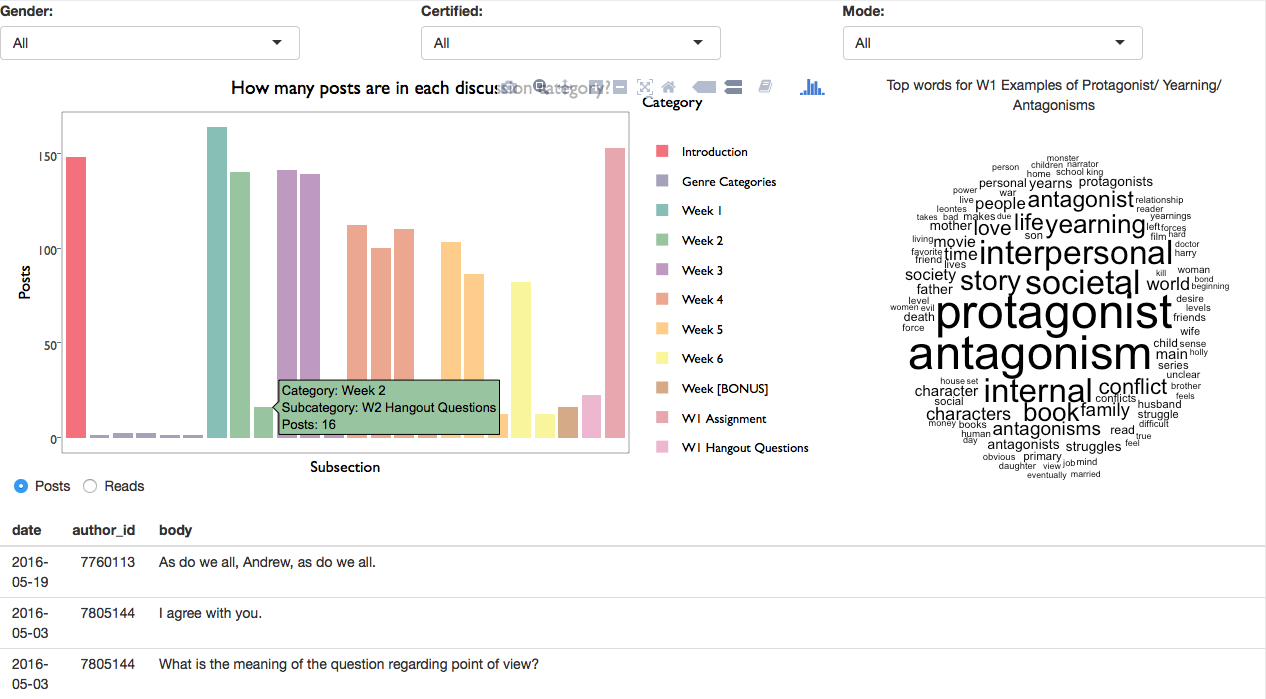 Gender:
Certified:
Mode:
All
All
All
How many posts are in each discussion category?
Category
150
100
50
0
Posts
Subsection
Category: Week 2
Subcategory: W2 Hangout Questions
Posts: 16
Introduction
Genre Categories
Week 1
Week 2
Week 3
Week 4
Week 5
Week 6
Week [BONUS]
W1 Assignment
W1 Hangout Questions
Top words for W1 Examples of Protagonist/ Yearning/
Antagonisms
monster
person children narrator
home school king
personal yearns protagonists
power war
live people antagonist relationship
leontes reader
takes bad makes due life yearning yearnings
mother love left forces
living movie son film hard
favorite time interpersonal doctor
friend lives harry
society story societal kill woman
father world bond
beginning
level desire
women evil protagonist levels
death friends
force wife
antagonism child sense
main holly
series
house set unclear
character internal conflict brother
social conflicts feels
characters book family husband
struggle
money books antagonisms read difficult
human true
day antagonists struggles feel
obvious primary
daughter view job mind
eventually married
Posts Reads
date author_id body
2016- 7760113 As do we all, Andrew, as do we all.
05-19
2016- 7805144 I agree with you.
05-03
2016- 7805144 What is the meaning of the question regarding point of view?
05-03